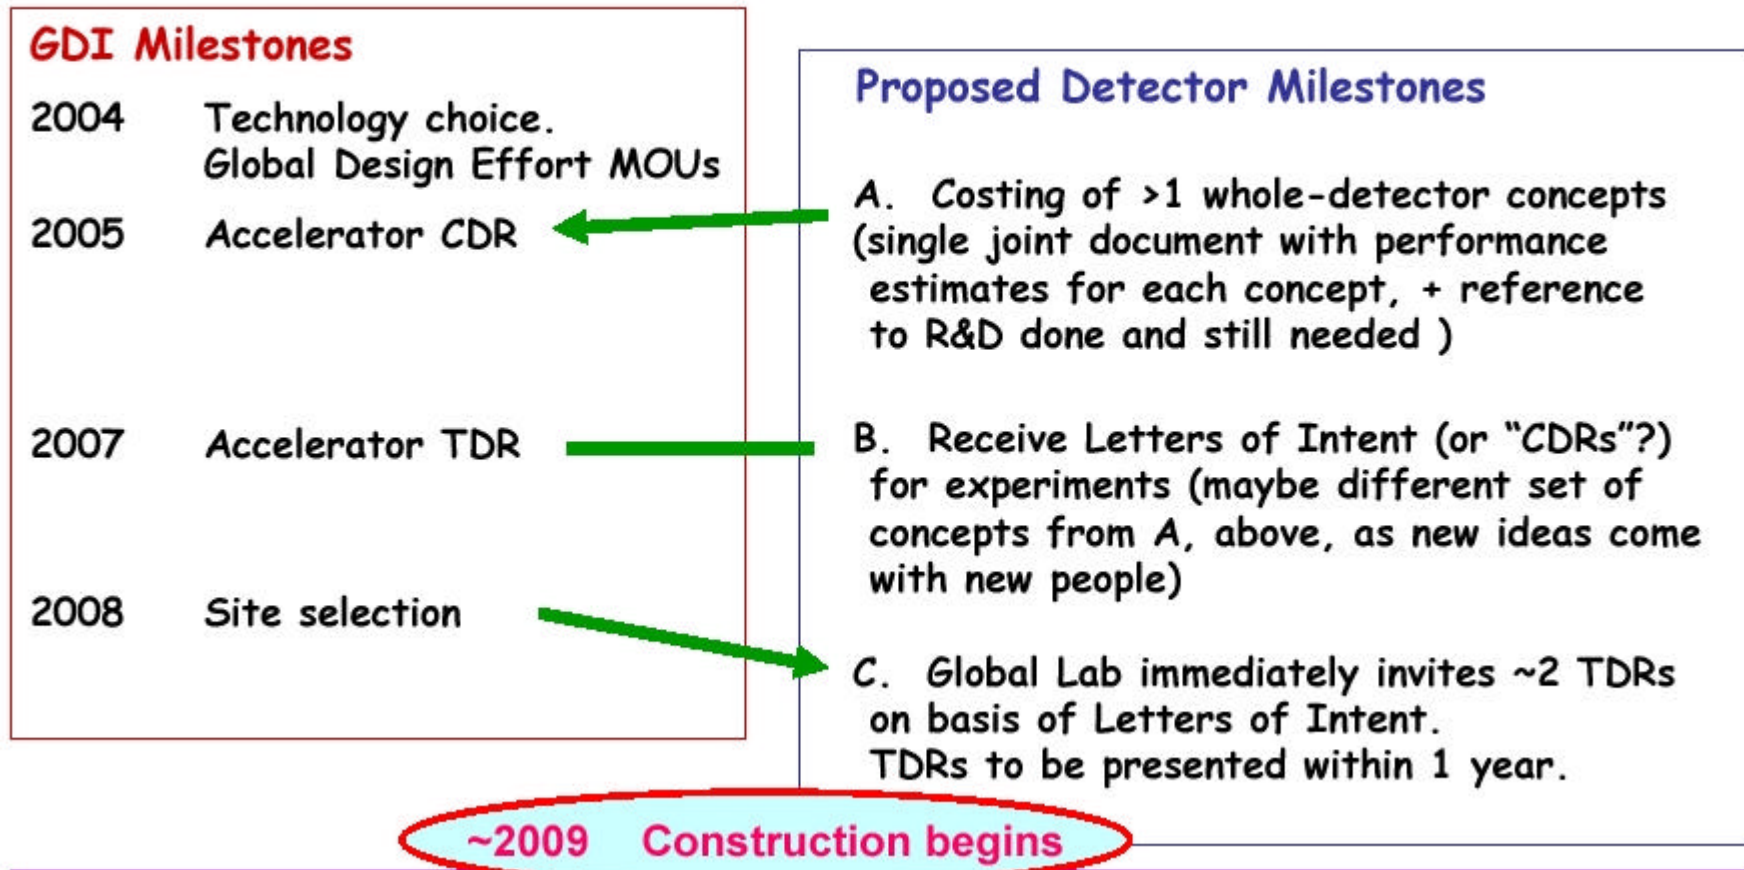 GDI Milestones
2004 Technology choice.
Global Design Effort MOUs
2005 Accelerator CDR
2007 Accelerator TDR
2008 Site selection
Proposed Detector Milestones
A. Costing of >1 whole-detector concepts
(single joint document with performance
estimates for each concept, + reference
to R&D done and still needed )
B. Receive Letters of Intent (or “CDRs”?)
for experiments (maybe different set of
concepts from A, above, as new ideas come
with new people)
C. Global Lab immediately invites ~2 TDRs
on basis of Letters of Intent.
TDRs to be presented within 1 year.
~2009 Construction begins